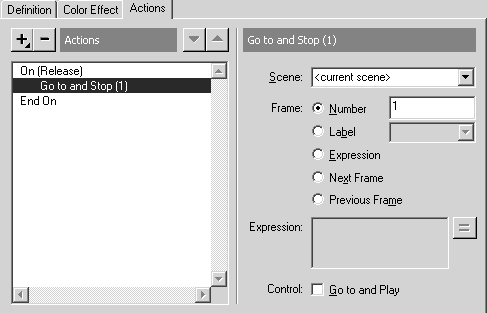 Definition Color Effect Actions
+ - Actions
Go to and Stop (1)
On (Release)
Go to and Stop (1)
End On
Scene: <current scene>
Frame: Number 1
Label
Expression
Next Frame
Previous Frame
Expression: =
Control: Go to and Play